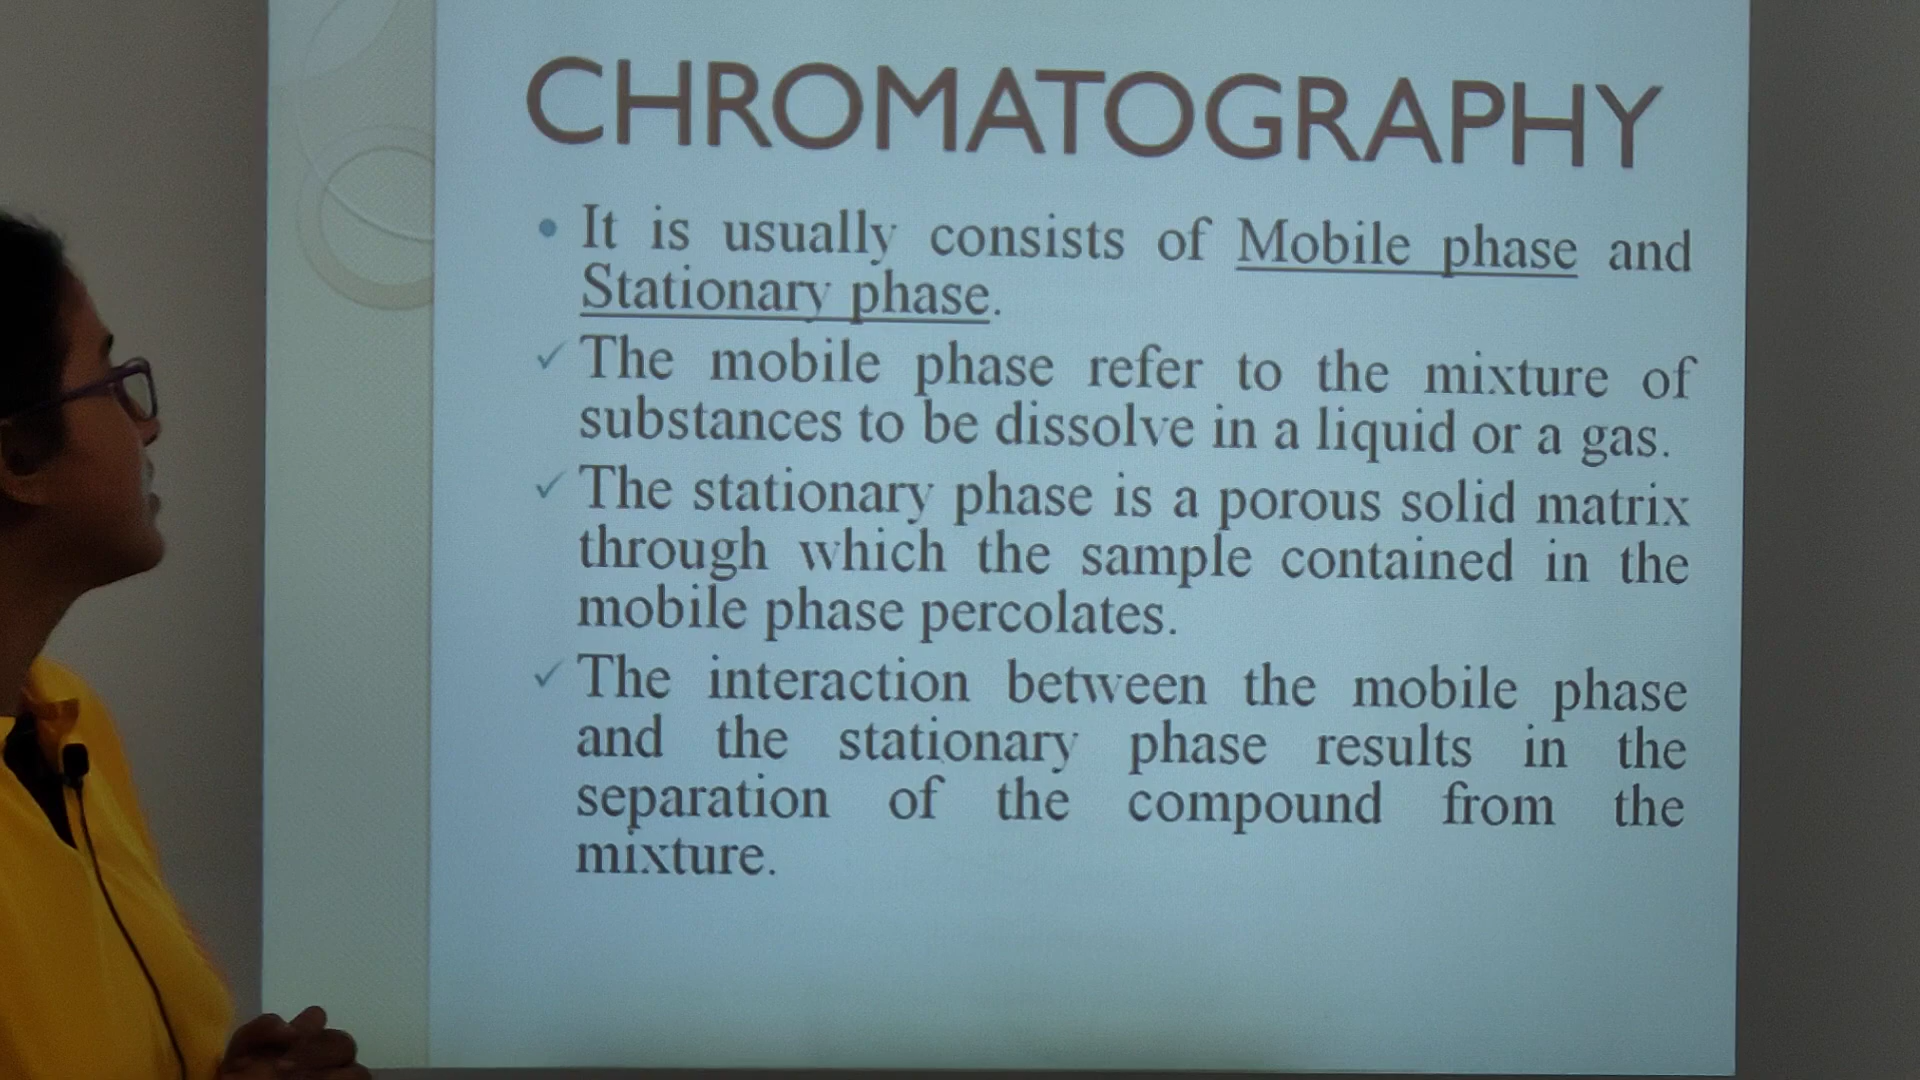 CHROMATOGRAPHY
• It is usually consists of Mobile phase and
Stationary phase.
✓ The mobile phase refer to the mixture of
substances to be dissolve in a liquid or a gas.
✓ The stationary phase is a porous solid matrix
through which the sample contained in the
mobile phase percolates.
✓ The interaction between the mobile phase
and the stationary phase results in the
separation of the compound from the
mixture.